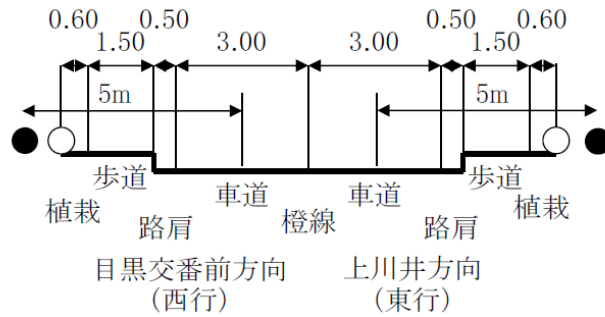 0.60 0.50 3.00 3.00 0.50 0.60
1.50 1.50
5m 5m
歩道 歩道
植栽 車道 橙線 車道 植栽
路肩 路肩
目黒交番前方向 上川井方向
(西行) (東行)